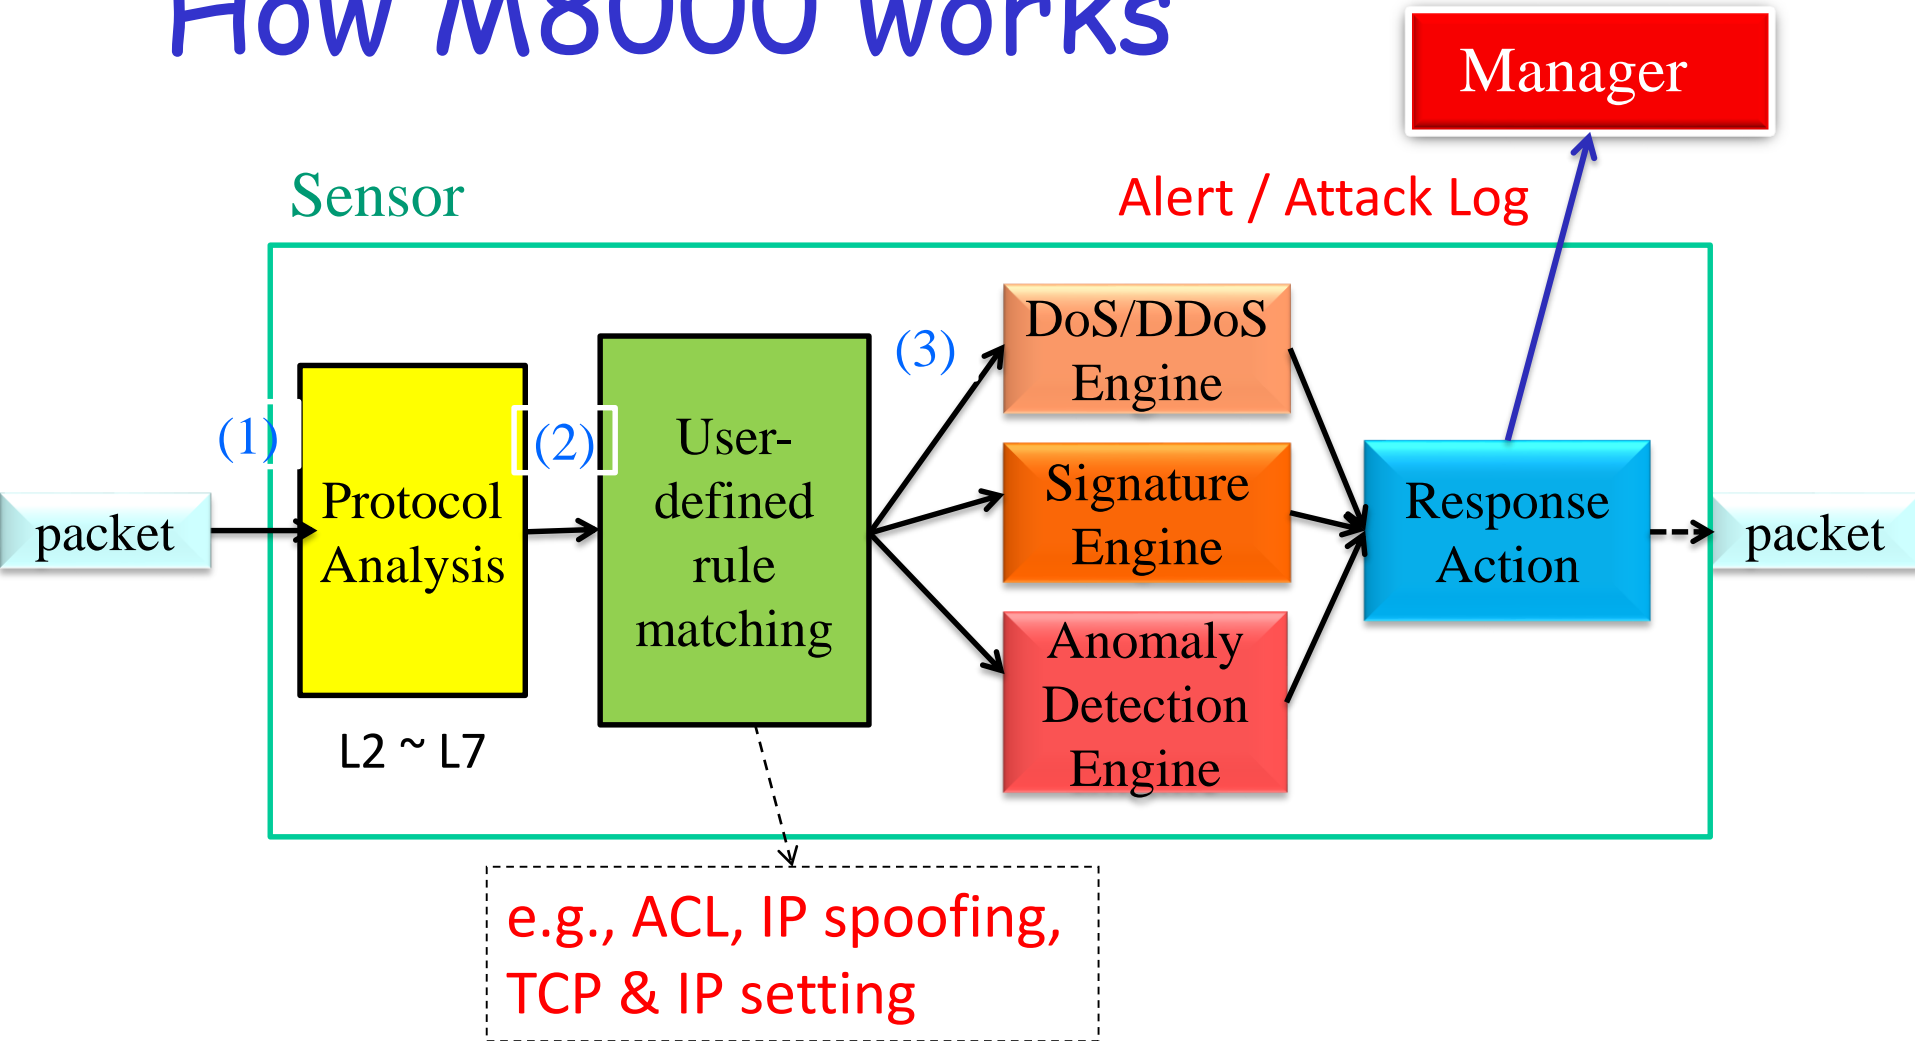 How M8000 works
Manager
Sensor
Alert / Attack Log
(1)
(2)
(3)
packet
Protocol
Analysis
L2 ~ L7
User-
defined
rule
matching
DoS/DDoS
Engine
Signature
Engine
Anomaly
Detection
Engine
Response
Action
packet
e.g., ACL, IP spoofing,
TCP & IP setting